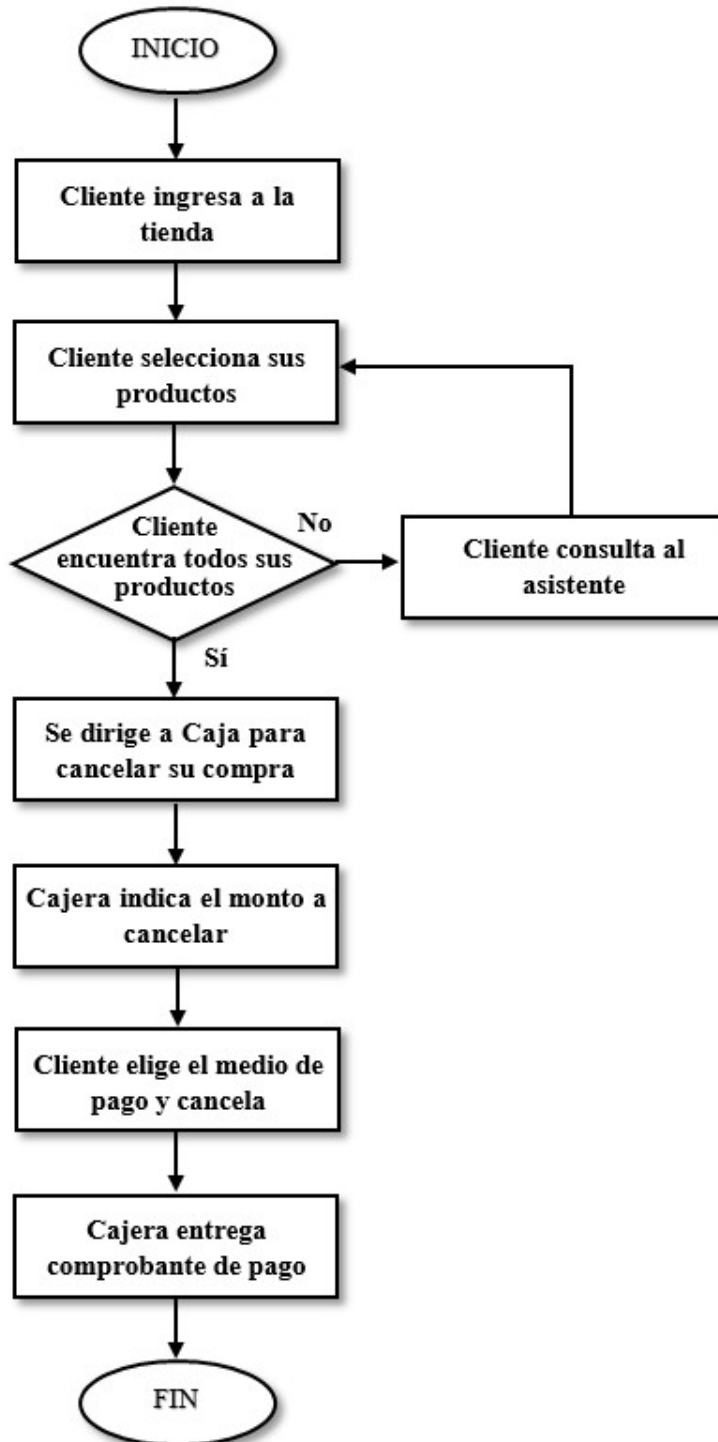 INICIO
Cliente ingresa a la
tienda
Cliente selecciona sus
productos
Cliente
encuentra todos sus
productos
No
Cliente consulta al
asistente
Sí
Se dirige a Caja para
cancelar su compra
Cajera indica el monto a
cancelar
Cliente elige el medio de
pago y cancela
Cajera entrega
comprobante de pago
FIN